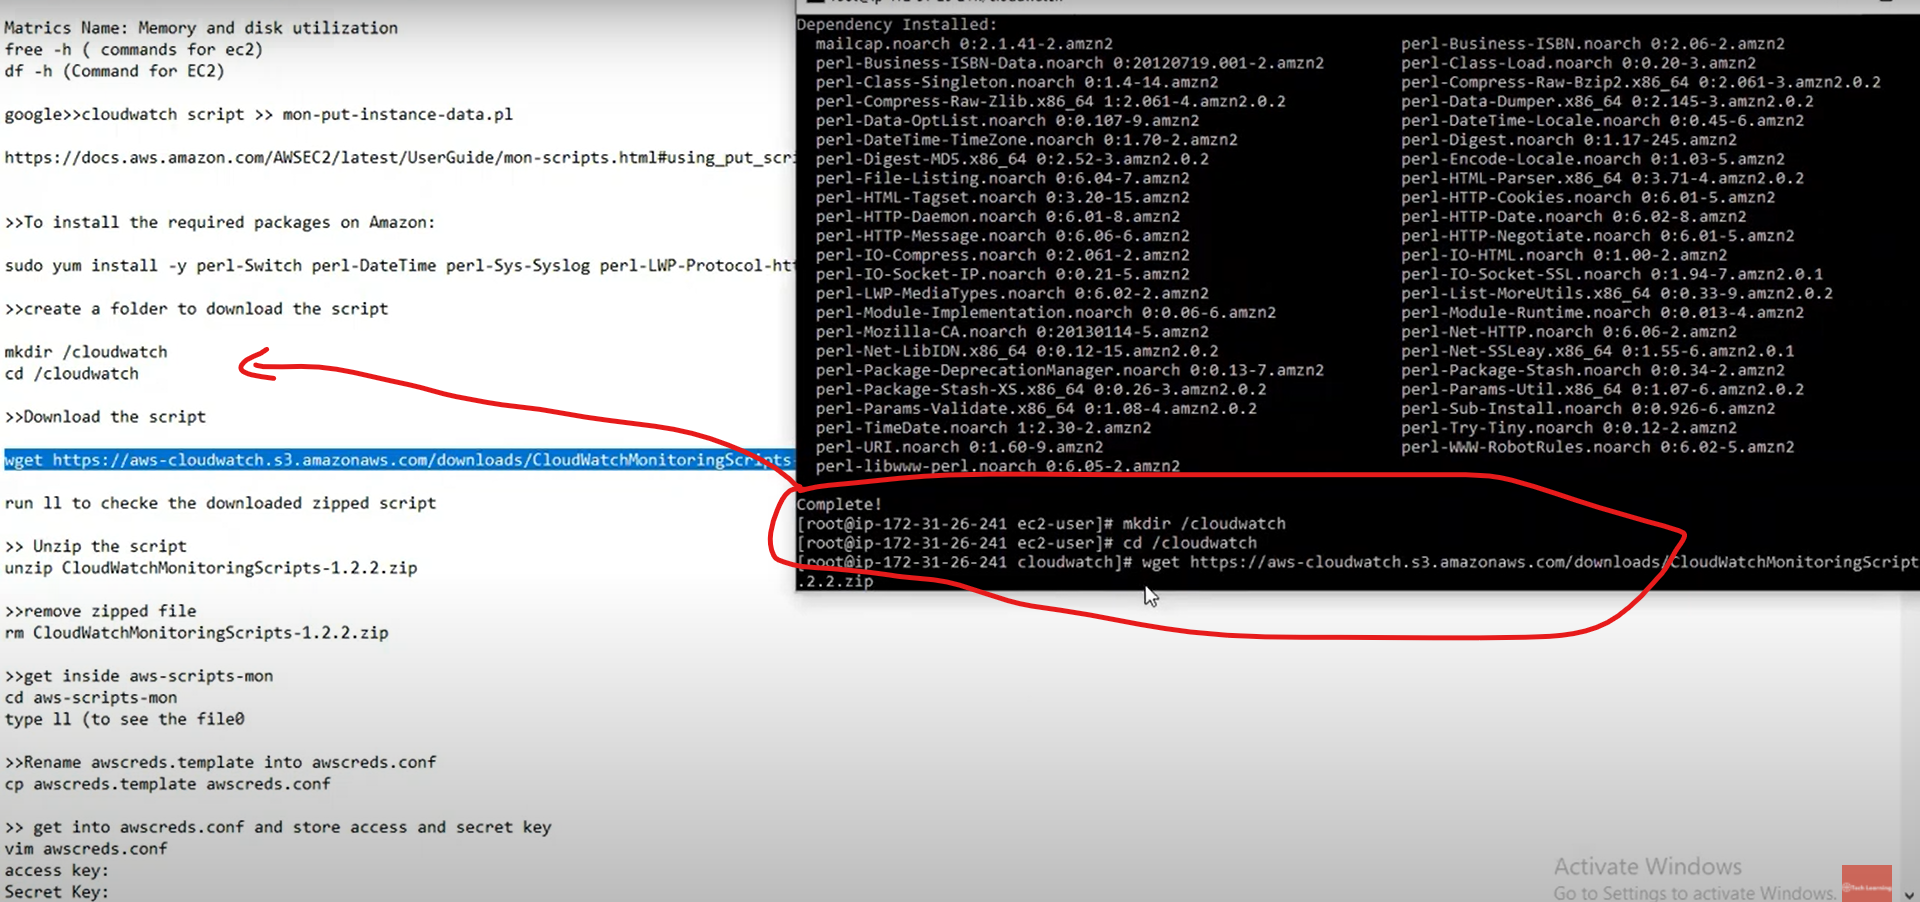 Matrics Name: Memory and disk utilization
free -h ( commands for ec2)
df -h (Command for EC2)
google>>cloudwatch script >> mon-put-instance-data.pl
https://docs.aws.amazon.com/AWSEC2/latest/UserGuide/mon-scripts.html#using_put_scri
>>To install the required packages on Amazon:
sudo yum install -y perl-Switch perl-DateTime perl-Sys-Syslog perl-LWP-Protocol-htt
>>create a folder to download the script
mkdir /cloudwatch
cd /cloudwatch
>>Download the script
wget https://aws-cloudwatch.s3.amazonaws.com/downloads/CloudWatchMonitoringScripts-
run ll to checke the downloaded zipped script
>> Unzip the script
unzip CloudWatchMonitoringScripts-1.2.2.zip
>>remove zipped file
rm CloudWatchMonitoringScripts-1.2.2.zip
>>get inside aws-scripts-mon
cd aws-scripts-mon
type ll (to see the file0
>>Rename awscreds.template into awscreds.conf
cp awscreds.template awscreds.conf
>> get into awscreds.conf and store access and secret key
vim awscreds.conf
access key:
Secret Key:
Dependency Installed:
mailcap.noarch 0:2.1.41-2.amzn2 perl-Business-ISBN.noarch 0:2.06-2.amzn2
perl-Business-ISBN-Data.noarch 0:20120719.001-2.amzn2 perl-Class-Load.noarch 0:0.20-3.amzn2
perl-Class-Singleton.noarch 0:1.4-14.amzn2 perl-Compress-Raw-Bzip2.x86_64 0:2.061-3.amzn2.0.2
perl-Compress-Raw-Zlib.x86_64 1:2.061-4.amzn2.0.2 perl-Data-Dumper.x86_64 0:2.145-3.amzn2.0.2
perl-Data-OptList.noarch 0:0.107-9.amzn2 perl-DateTime-Locale.noarch 0:0.45-6.amzn2
perl-DateTime-TimeZone.noarch 0:1.70-2.amzn2 perl-Digest.noarch 0:1.17-245.amzn2
perl-Digest-MD5.x86_64 0:2.52-3.amzn2.0.2 perl-Encode-Locale.noarch 0:1.03-5.amzn2
perl-File-Listing.noarch 0:6.04-7.amzn2 perl-HTML-Parser.x86_64 0:3.71-4.amzn2.0.2
perl-HTML-Tagset.noarch 0:3.20-15.amzn2 perl-HTTP-Cookies.noarch 0:6.01-5.amzn2
perl-HTTP-Daemon.noarch 0:6.01-8.amzn2 perl-HTTP-Date.noarch 0:6.02-8.amzn2
perl-HTTP-Message.noarch 0:6.06-6.amzn2 perl-HTTP-Negotiate.noarch 0:6.01-5.amzn2
perl-IO-Compress.noarch 0:2.061-2.amzn2 perl-IO-HTML.noarch 0:1.00-2.amzn2
perl-IO-Socket-IP.noarch 0:0.21-5.amzn2 perl-IO-Socket-SSL.noarch 0:1.94-7.amzn2.0.1
perl-LWP-MediaTypes.noarch 0:6.02-2.amzn2 perl-List-MoreUtils.x86_64 0:0.33-9.amzn2.0.2
perl-Module-Implementation.noarch 0:0.06-6.amzn2 perl-Module-Runtime.noarch 0:0.013-4.amzn2
perl-Mozilla-CA.noarch 0:20130114-5.amzn2 perl-Net-HTTP.noarch 0:6.06-2.amzn2
perl-Net-LibIDN.x86_64 0:0.12-15.amzn2.0.2 perl-Net-SSLeay.x86_64 0:1.55-6.amzn2.0.1
perl-Package-DeprecationManager.noarch 0:0.13-7.amzn2 perl-Package-Stash.noarch 0:0.34-2.amzn2
perl-Package-Stash-XS.x86_64 0:0.26-3.amzn2.0.2 perl-Params-Util.x86_64 0:1.07-6.amzn2.0.2
perl-Params-Validate.x86_64 0:1.08-4.amzn2.0.2 perl-Sub-Install.noarch 0:0.926-6.amzn2
perl-TimeDate.noarch 1:2.30-2.amzn2 perl-Try-Tiny.noarch 0:0.12-2.amzn2
perl-URI.noarch 0:1.60-9.amzn2 perl-WWW-RobotRules.noarch 0:6.02-5.amzn2
perl-libwww-perl.noarch 0:6.05-2.amzn2
Complete!
[root@ip-172-31-26-241 ec2-user]# mkdir /cloudwatch
[root@ip-172-31-26-241 ec2-user]# cd /cloudwatch
[root@ip-172-31-26-241 cloudwatch]# wget https://aws-cloudwatch.s3.amazonaws.com/downloads/CloudWatchMonitoringScript
.2.2.zip
Activate Windows
Go to Settings to activate Windows.
Tech Learning